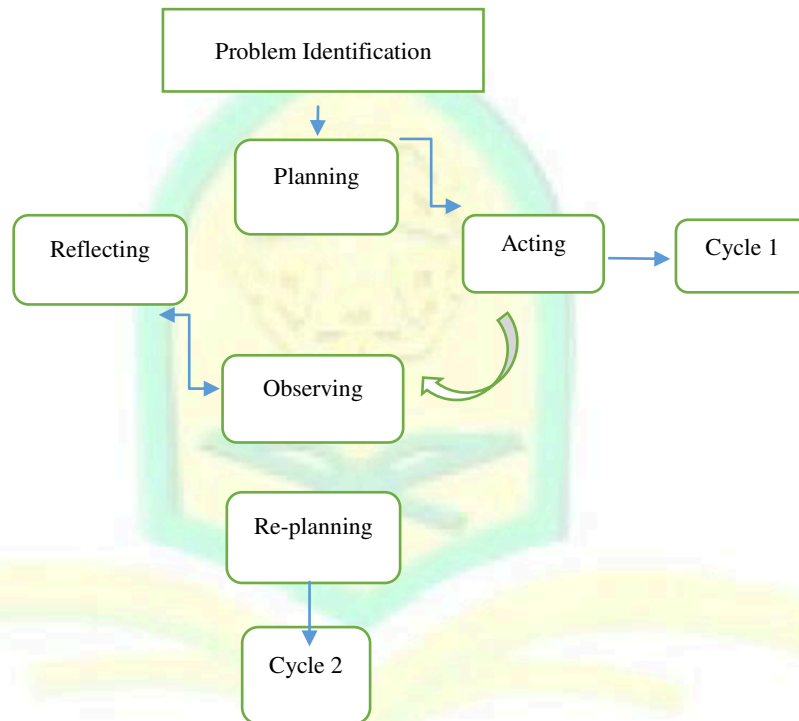 Problem Identification
Planning
Acting
Cycle 1
Reflecting
Observing
Re-planning
Cycle 2